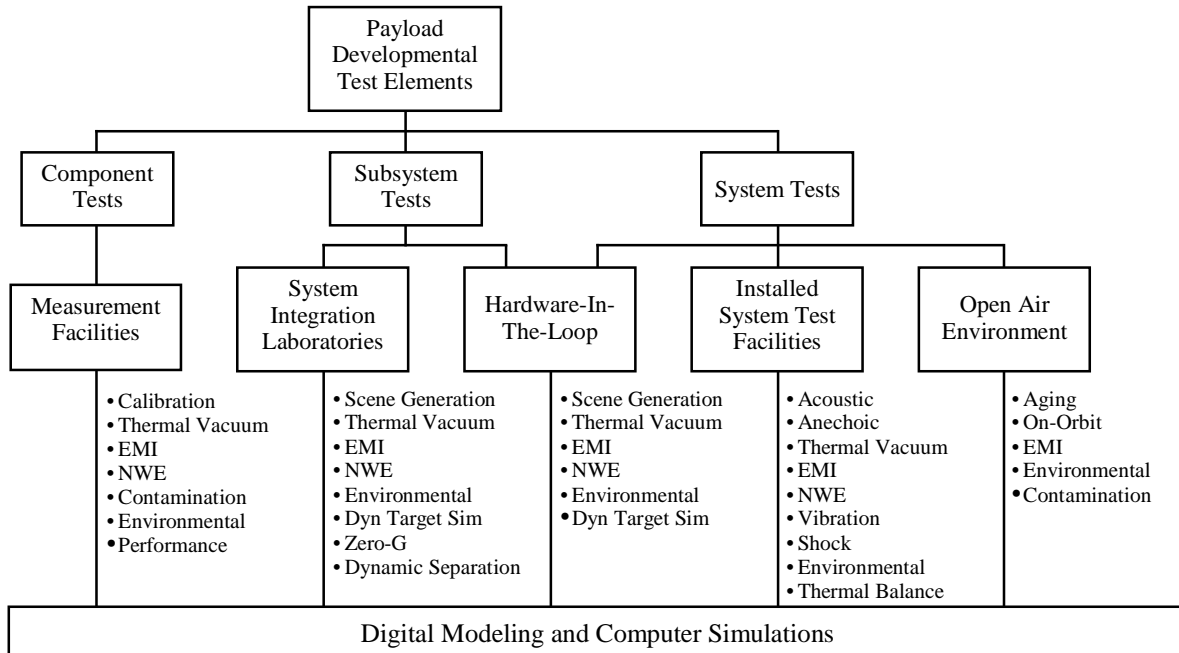 Payload
Developmental
Test Elements
Component
Tests
Subsystem
Tests
System Tests
Measurement
Facilities
System
Integration
Laboratories
Hardware-In-
The-Loop
Installed
System Test
Facilities
Open Air
Environment
• Calibration
• Thermal Vacuum
• EMI
• NWE
• Contamination
• Environmental
• Performance
• Scene Generation
• Thermal Vacuum
• EMI
• NWE
• Environmental
• Dyn Target Sim
• Zero-G
• Dynamic Separation
• Scene Generation
• Thermal Vacuum
• EMI
• NWE
• Environmental
• Dyn Target Sim
• Acoustic
• Anechoic
• Thermal Vacuum
• EMI
• NWE
• Vibration
• Shock
• Environmental
• Thermal Balance
• Aging
• On-Orbit
• EMI
• Environmental
• Contamination
Digital Modeling and Computer Simulations